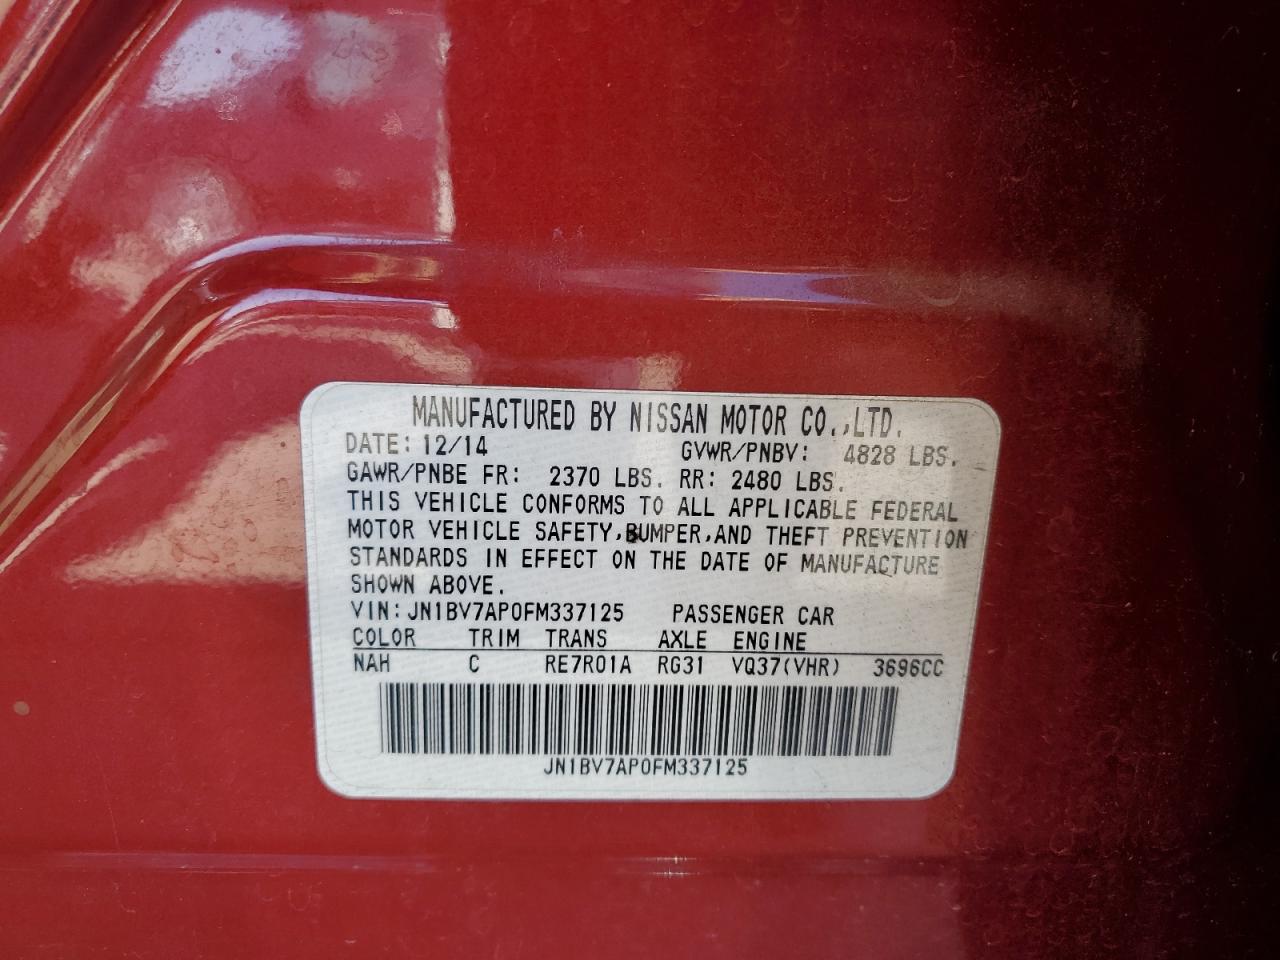 MANUFACTURED BY NISSAN MOTOR CO.,LTD.
DATE: 12/14 GVWR/PNBV: 4828 LBS.
GAWR/PNBE FR: 2370 LBS. RR: 2480 LBS.
THIS VEHICLE CONFORMS TO ALL APPLICABLE FEDERAL
MOTOR VEHICLE SAFETY,BUMPER,AND THEFT PREVENTION
STANDARDS IN EFFECT ON THE DATE OF MANUFACTURE
SHOWN ABOVE.
VIN:JN1BV7AP0FM337125 PASSENGER CAR
COLOR TRIM TRANS AXLE ENGINE
NAH C RE7R01A RG31 VQ37(VHR) 3696CC
JN1BV7AP0FM337125